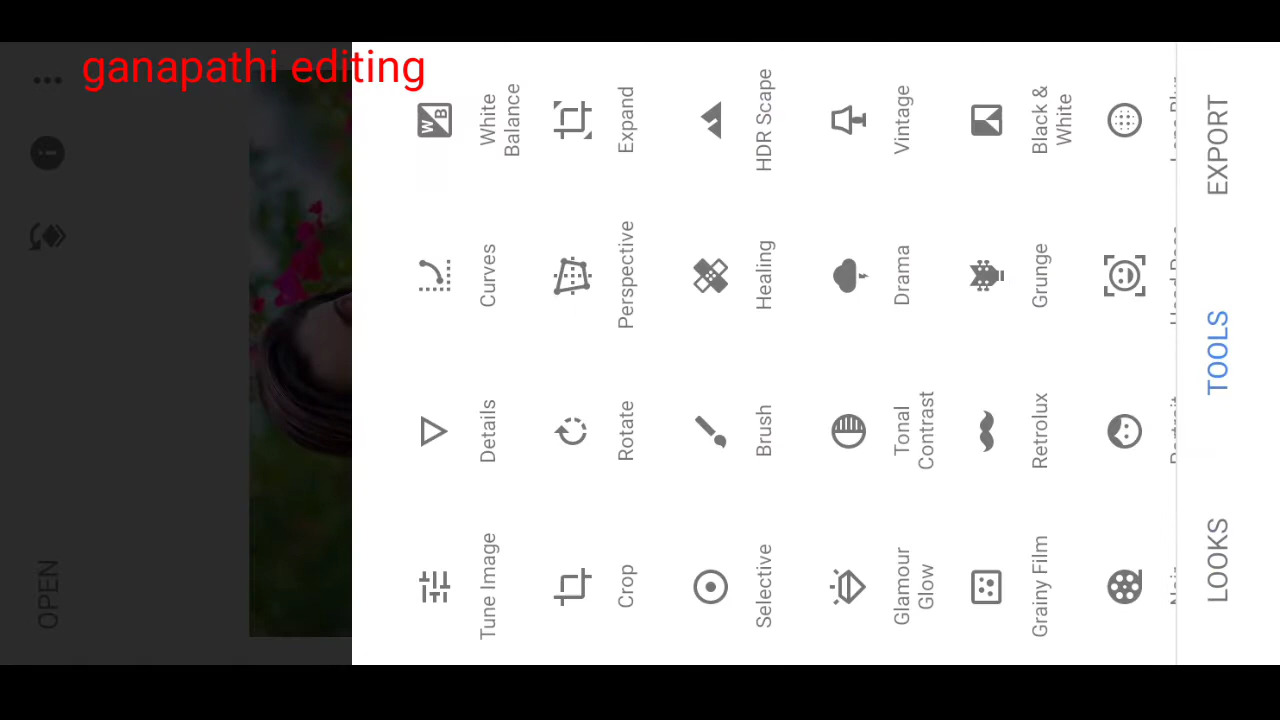 ganapathi editing
OPEN
Tune Image
Details
Curves
White
Balance
Crop
Rotate
Perspective
Expand
Selective
Brush
Healing
HDR Scape
Glamour
Glow
Tonal
Contrast
Drama
Vintage
Grainy Film
Retrolux
Grunge
Black &
White
LOOKS
TOOLS
EXPORT